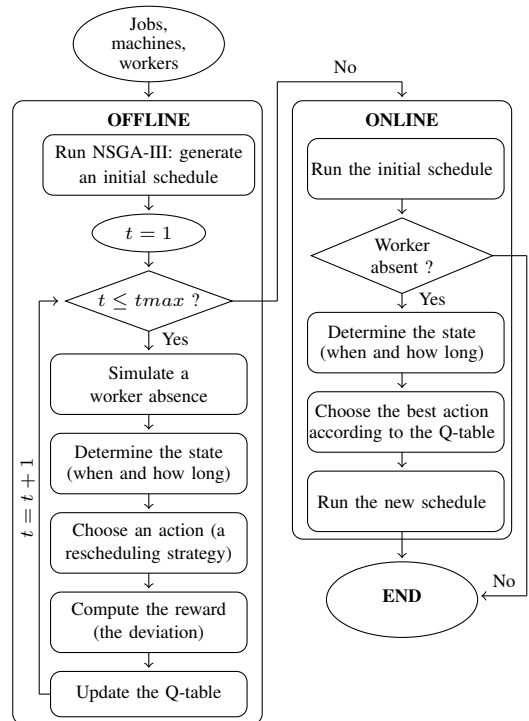 Jobs,
machines,
workers
OFFLINE
Run NSGA-III: generate
an initial schedule
t = 1
t ≤ tmax ?
Yes
Simulate a
worker absence
Determine the state
(when and how long)
Choose an action (a
rescheduling strategy)
Compute the reward
(the deviation)
Update the Q-table
t = t + 1
No
ONLINE
Run the initial schedule
Worker
absent ?
Yes
Determine the state
(when and how long)
Choose the best action
according to the Q-table
Run the new schedule
END
No